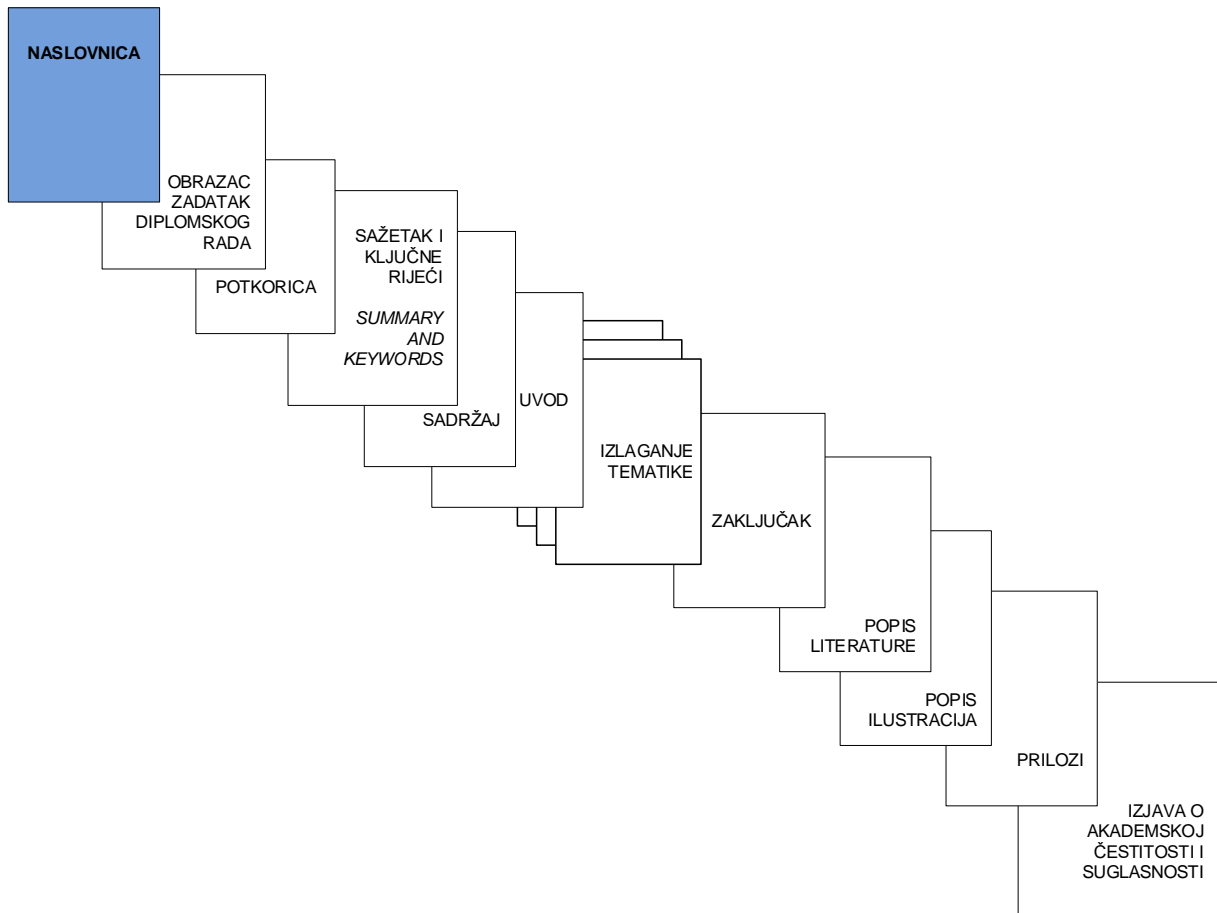 NASLOVNICA
OBRAZAC
ZADATAK
DIPLOMSKOG
RADA
POTKORICA
SAŽETAK I
KLJUČNE
RIJEĆI
SUMMARY
AND
KEYWORDS
SADRŽAJ
UVOD
IZLAGANJE
TEMATIKE
ZAKLJUČAK
POPIS
LITERATURE
POPIS
ILUSTRACIJA
PRILOZI
IZJAVA O
AKADEMSKOJ
ČESTITOSTI I
SUGLASNOSTI